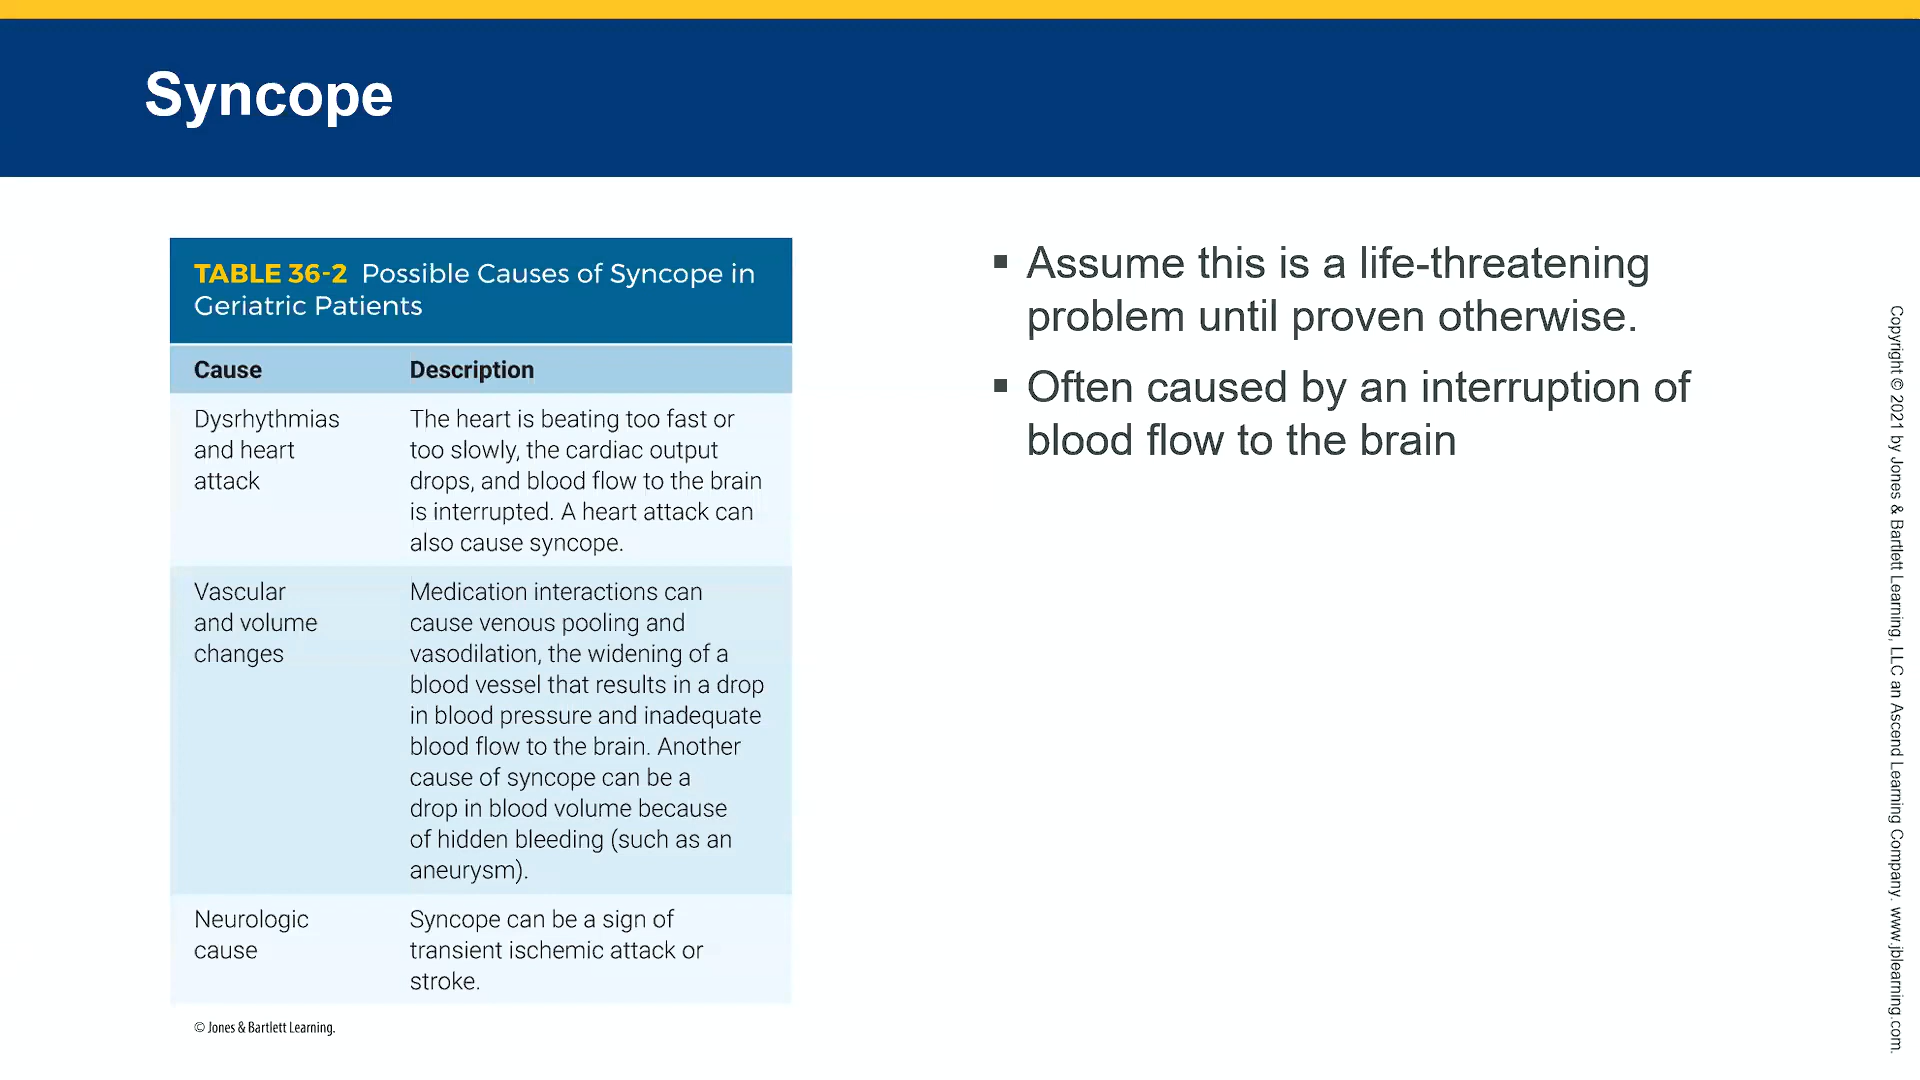 Syncope
TABLE 36-2 Possible Causes of Syncope in
Geriatric Patients
Cause Description
Dysrhythmias
and heart
attack
The heart is beating too fast or
too slowly, the cardiac output
drops, and blood flow to the brain
is interrupted. A heart attack can
also cause syncope.
Vascular
and volume
changes
Medication interactions can
cause venous pooling and
vasodilation, the widening of a
blood vessel that results in a drop
in blood pressure and inadequate
blood flow to the brain. Another
cause of syncope can be a
drop in blood volume because
of hidden bleeding (such as an
aneurysm).
Neurologic
cause
Syncope can be a sign of
transient ischemic attack or
stroke.
© Jones & Bartlett Learning.
▪ Assume this is a life-threatening
problem until proven otherwise.
▪ Often caused by an interruption of
blood flow to the brain
Copyright © 2021 by Jones & Bartlett Learning, LLC an Ascend Learning Company. www.jblearning.com.